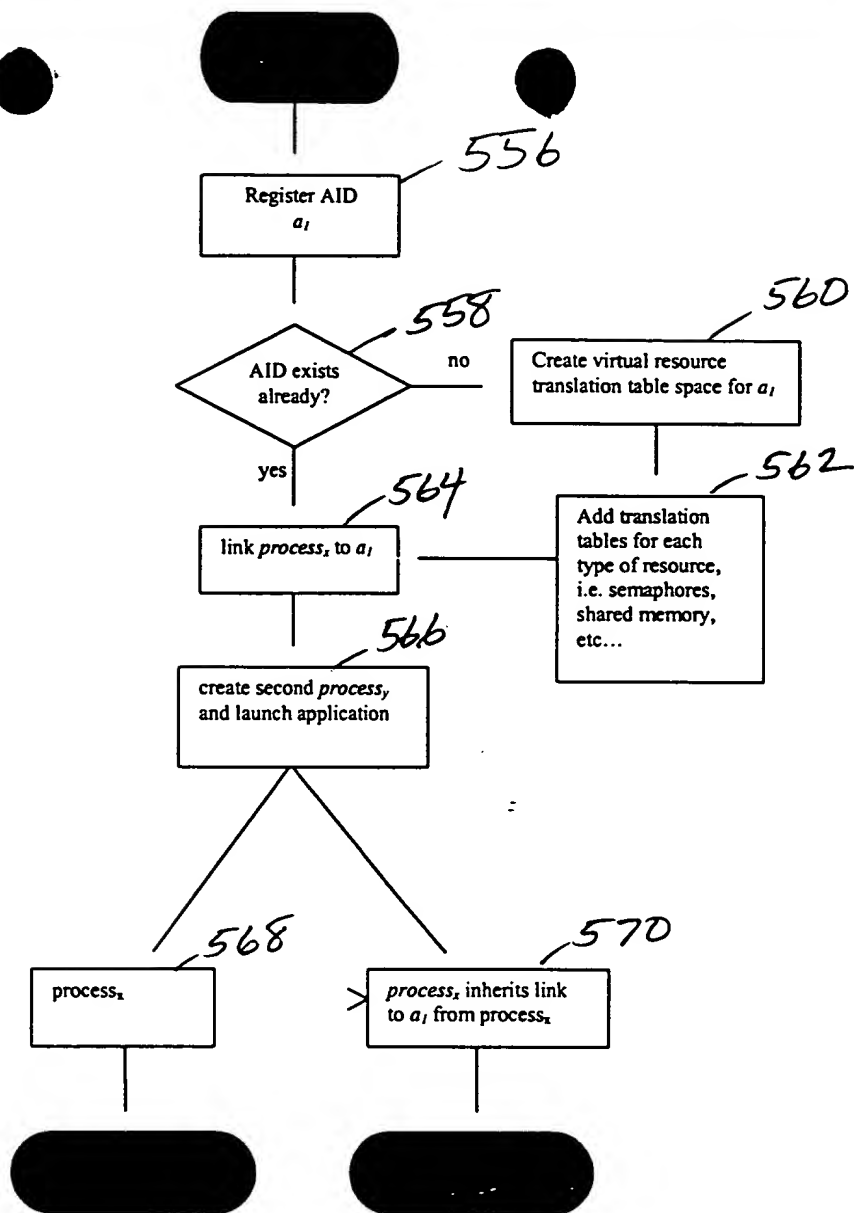 556
Register AID
a₁
558
AID exists
already?
no
560
Create virtual resource
translation table space for a₁
yes
564
link processₓ to a₁
562
Add translation
tables for each
type of resource,
i.e. semaphores,
shared memory,
etc...
566
create second processᵧ
and launch application
568
processₓ
570
processₓ inherits link
to a₁ from processₓ